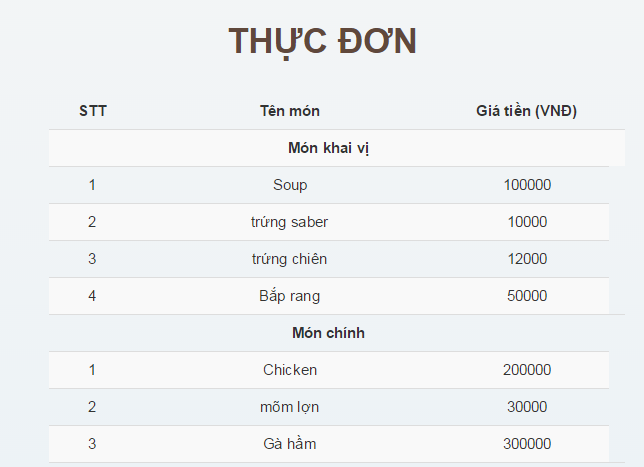 THỰC ĐƠN
STT Tên món Giá tiền (VNĐ)
Món khai vị
1 Soup 100000
2 trứng saber 10000
3 trứng chiên 12000
4 Bắp rang 50000
Món chính
1 Chicken 200000
2 mõm lợn 30000
3 Gà hầm 300000